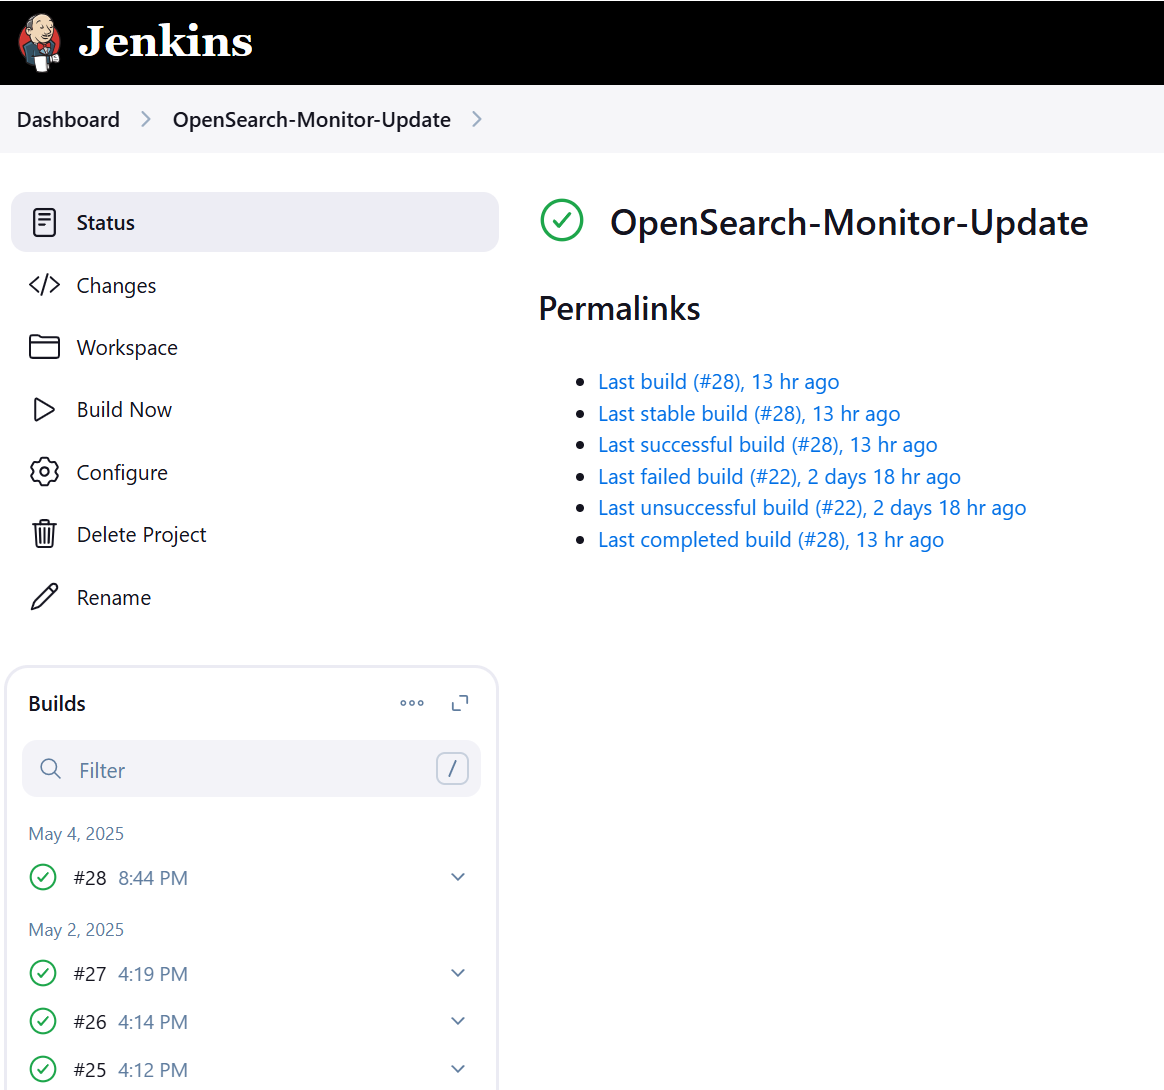 Jenkins
Dashboard > OpenSearch-Monitor-Update >
Status
Changes
Workspace
Build Now
Configure
Delete Project
Rename
OpenSearch-Monitor-Update
Permalinks
Last build (#28), 13 hr ago
Last stable build (#28), 13 hr ago
Last successful build (#28), 13 hr ago
Last failed build (#22), 2 days 18 hr ago
Last unsuccessful build (#22), 2 days 18 hr ago
Last completed build (#28), 13 hr ago
Builds
Filter /
May 4, 2025
#28 8:44 PM
May 2, 2025
#27 4:19 PM
#26 4:14 PM
#25 4:12 PM